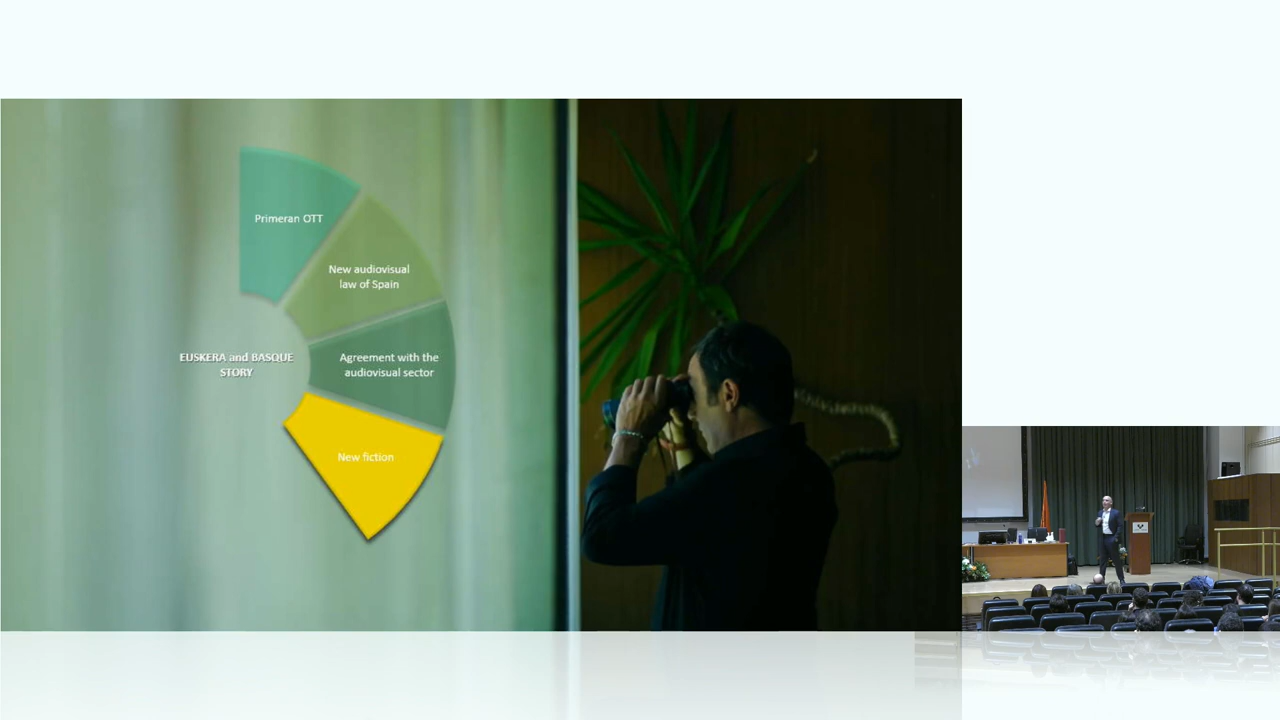 Primeran OTT
New audiovisual
law of Spain
EUSKERA and BASQUE
STORY
Agreement with the
audiovisual sector
New fiction